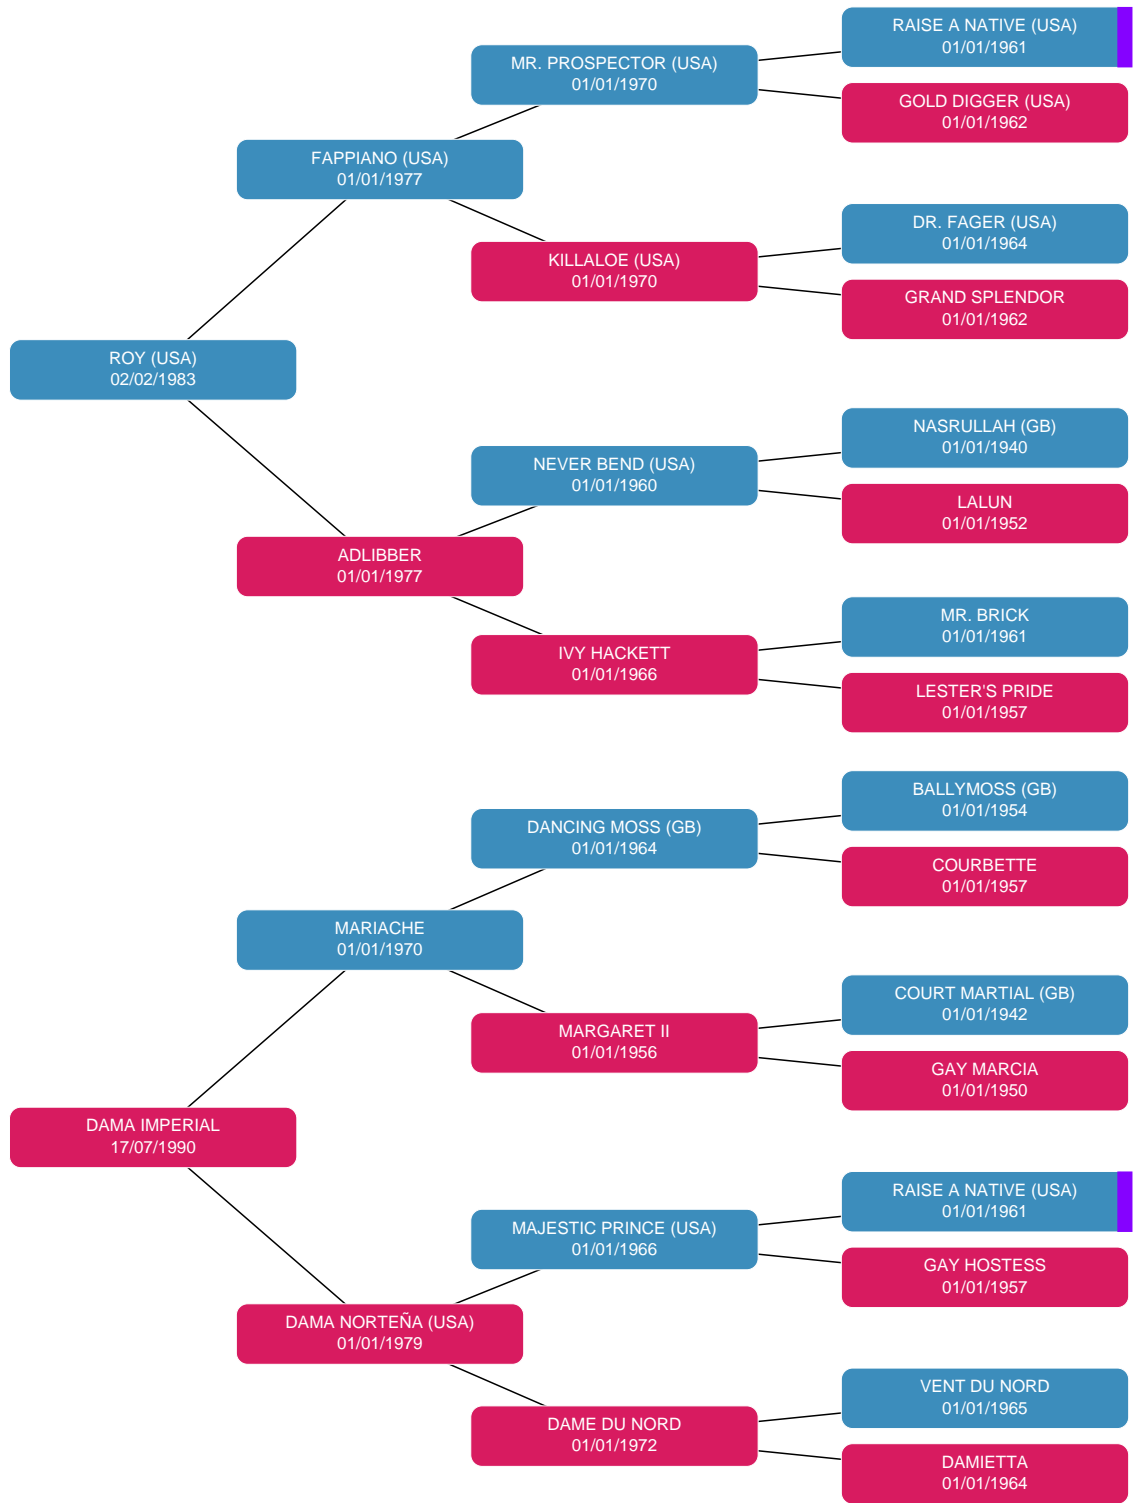 RAISE A NATIVE (USA)
01/01/1961
MR. PROSPECTOR (USA)
01/01/1970
GOLD DIGGER (USA)
01/01/1962
FAPPIANO (USA)
01/01/1977
DR. FAGER (USA)
01/01/1964
KILLALOE (USA)
01/01/1970
GRAND SPLENDOR
01/01/1962
ROY (USA)
02/02/1983
NASRULLAH (GB)
01/01/1940
NEVER BEND (USA)
01/01/1960
LALUN
01/01/1952
ADLIBBER
01/01/1977
MR. BRICK
01/01/1961
IVY HACKETT
01/01/1966
LESTER'S PRIDE
01/01/1957
BALLYMOSS (GB)
01/01/1954
DANCING MOSS (GB)
01/01/1964
COURBETTE
01/01/1957
MARIACHE
01/01/1970
COURT MARTIAL (GB)
01/01/1942
MARGARET II
01/01/1956
GAY MARCIA
01/01/1950
DAMA IMPERIAL
17/07/1990
RAISE A NATIVE (USA)
01/01/1961
MAJESTIC PRINCE (USA)
01/01/1966
GAY HOSTESS
01/01/1957
DAMA NORTEÑA (USA)
01/01/1979
VENT DU NORD
01/01/1965
DAME DU NORD
01/01/1972
DAMIETTA
01/01/1964